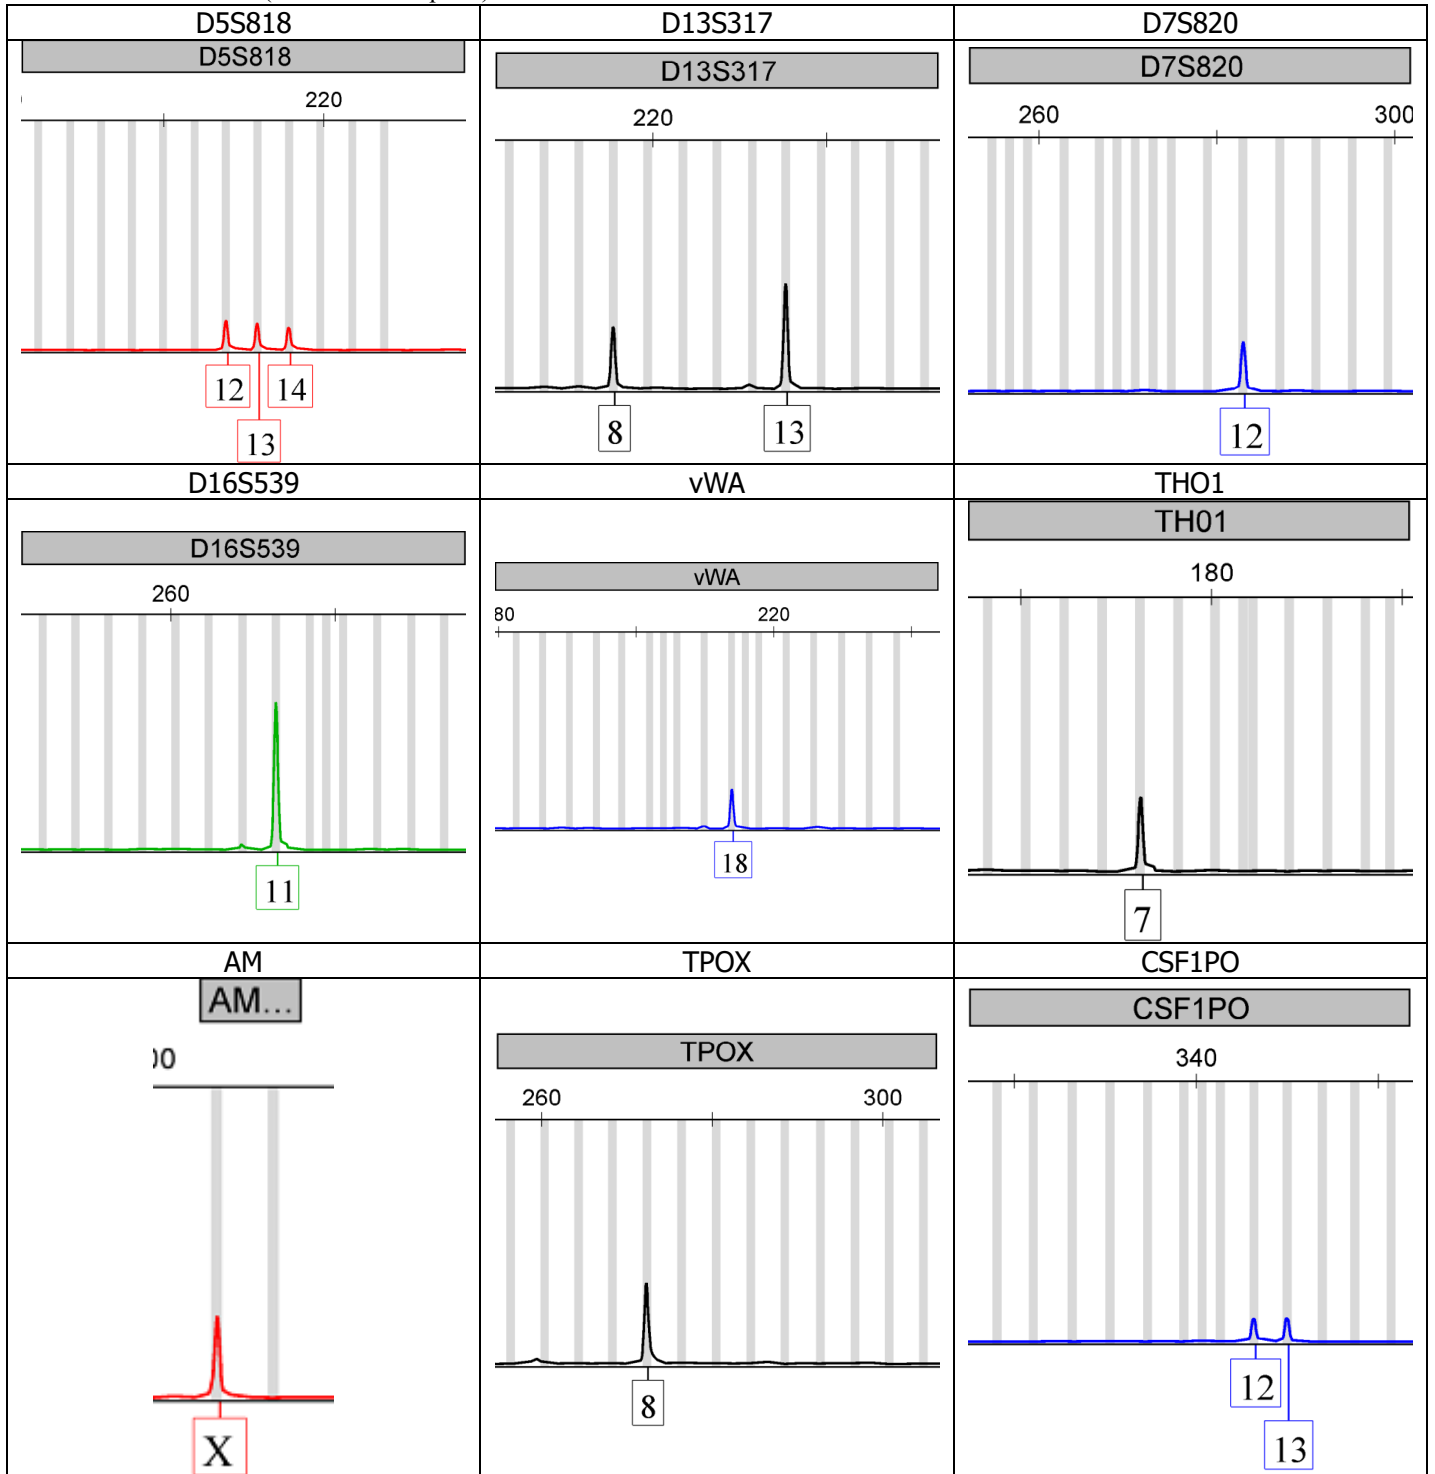 D5S818 D13S317 D7S820
D5S818 D13S317 D7S820
220 220 260 300
12 14 8 13 12
13
D16S539 vWA THO1
D16S539 vWA TH01
260 80 220 180
11 18 7
AM TPOX CSF1PO
AM... TPOX CSF1PO
00 260 300 340
X 8 12
13